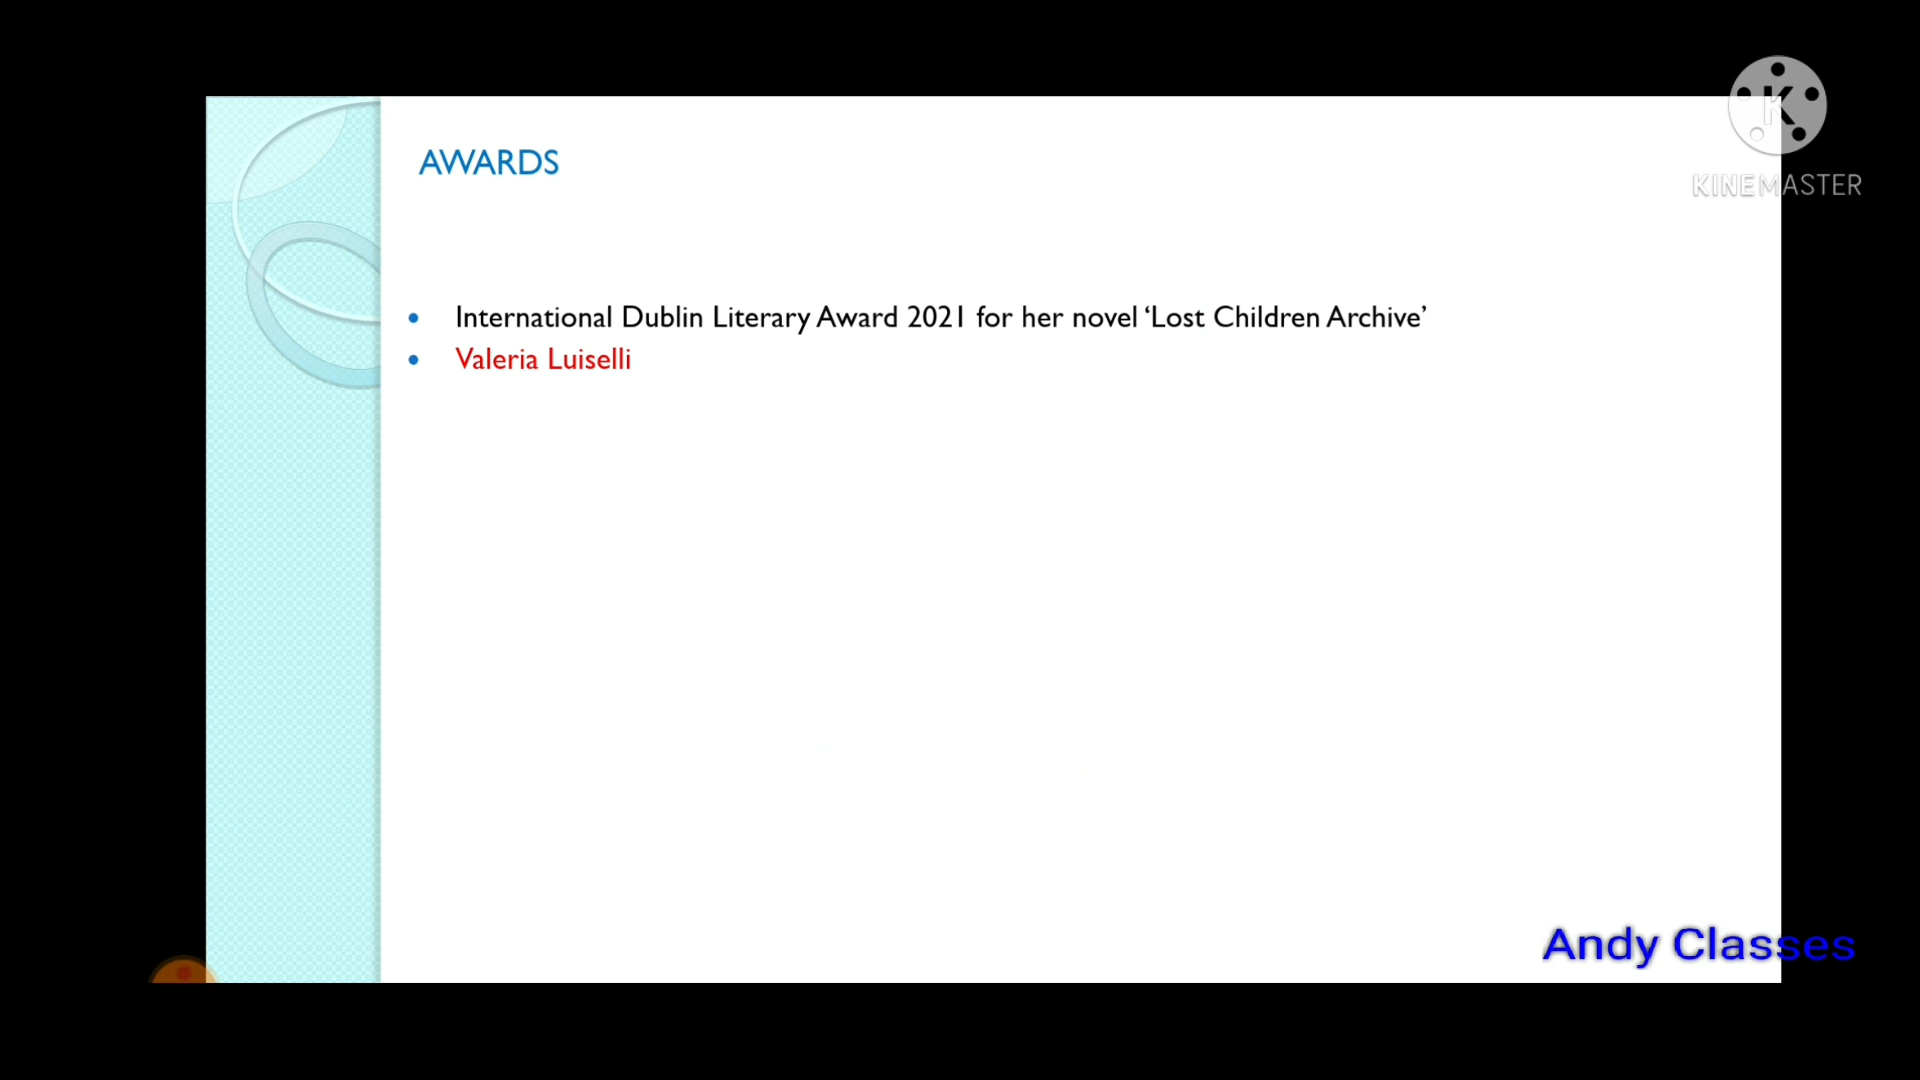 K
KINEMASTER
AWARDS
• International Dublin Literary Award 2021 for her novel ‘Lost Children Archive’
• Valeria Luiselli
Andy Classes